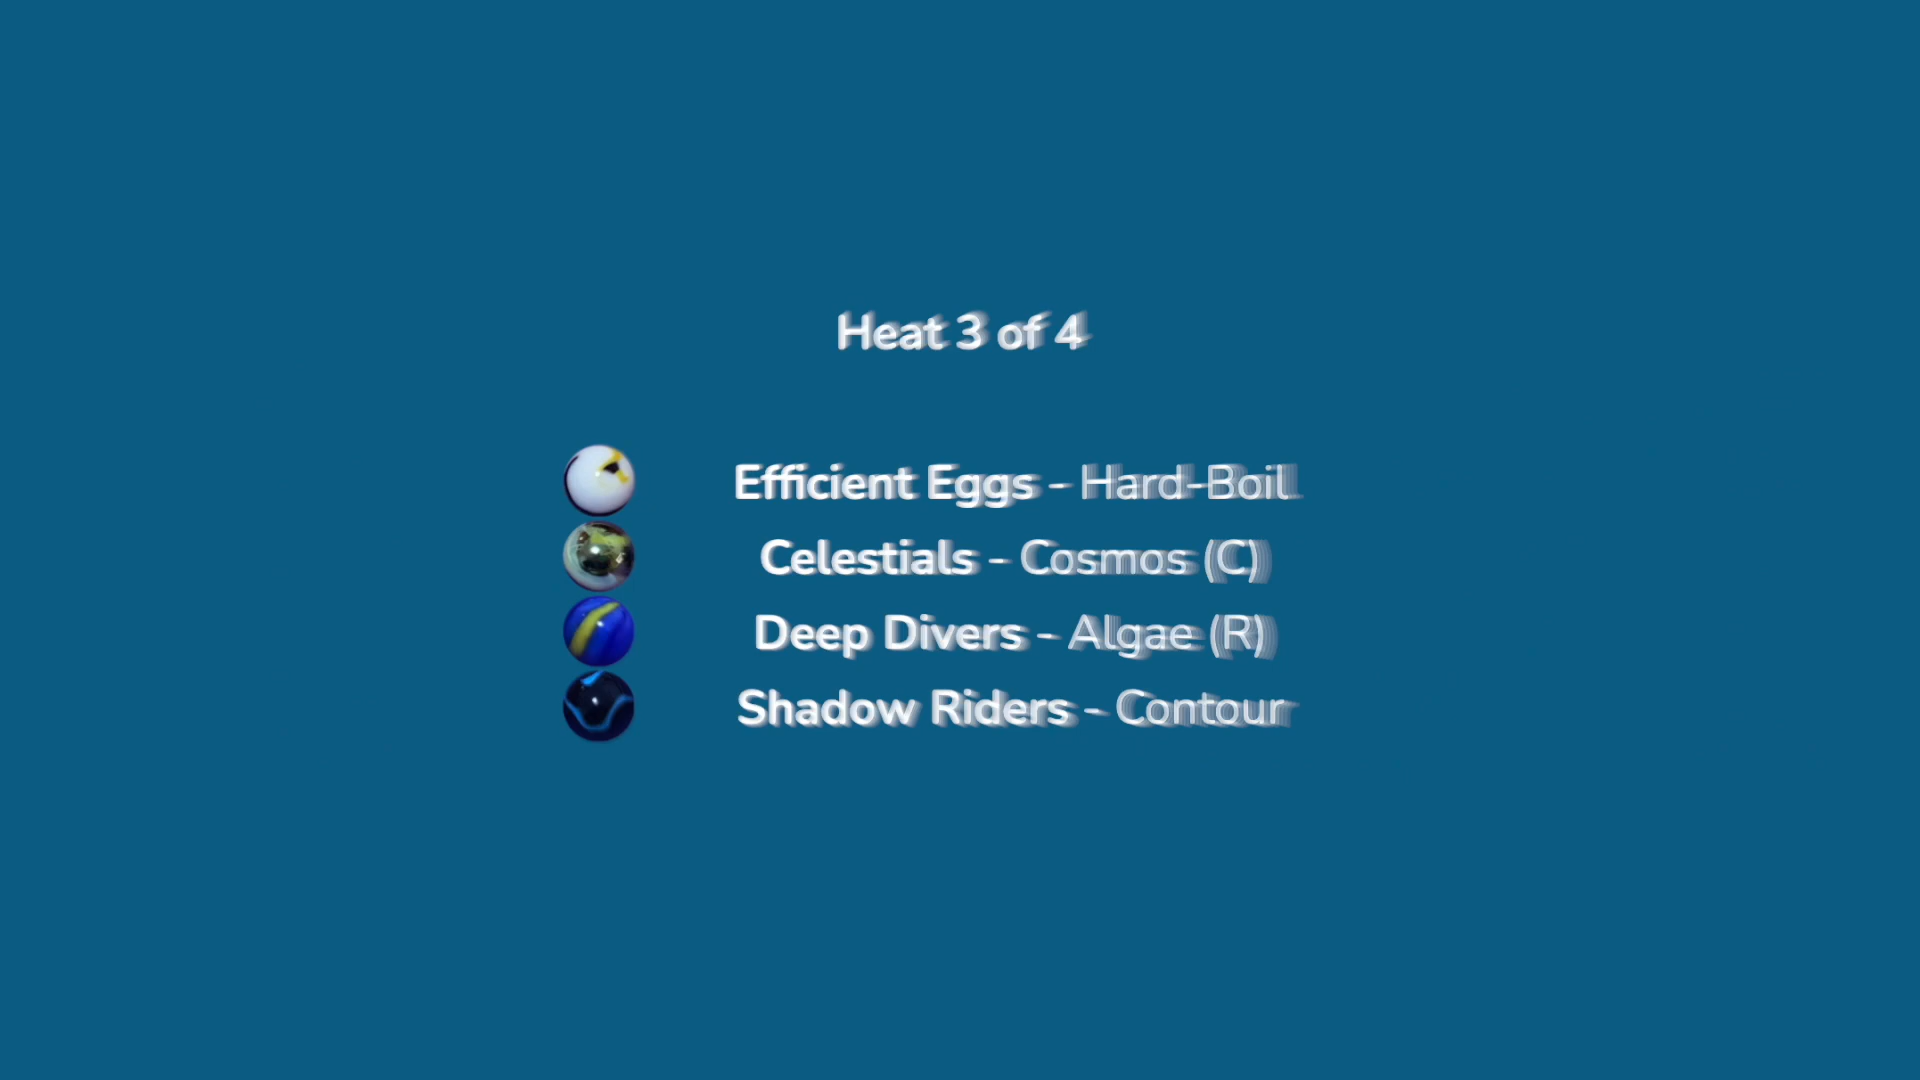 Heat 3 of 4
Efficient Eggs - Hard-Boil
Celestials - Cosmos (C)
Deep Divers - Algae (R)
Shadow Riders - Contour